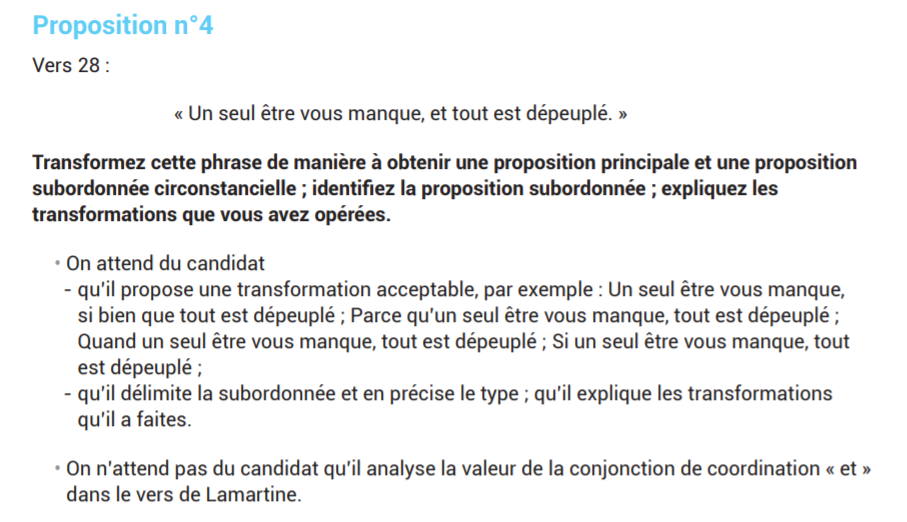 Proposition n°4
Vers 28 :
« Un seul être vous manque, et tout est dépeuplé. »
Transformez cette phrase de manière à obtenir une proposition principale et une proposition
subordonnée circonstancielle ; identifiez la proposition subordonnée ; expliquez les
transformations que vous avez opérées.
• On attend du candidat
- qu'il propose une transformation acceptable, par exemple : Un seul être vous manque,
si bien que tout est dépeuplé ; Parce qu'un seul être vous manque, tout est dépeuplé ;
Quand un seul être vous manque, tout est dépeuplé ; Si un seul être vous manque, tout
est dépeuplé ;
- qu'il délimite la subordonnée et en précise le type ; qu'il explique les transformations
qu'il a faites.
• On n'attend pas du candidat qu'il analyse la valeur de la conjonction de coordination « et »
dans le vers de Lamartine.